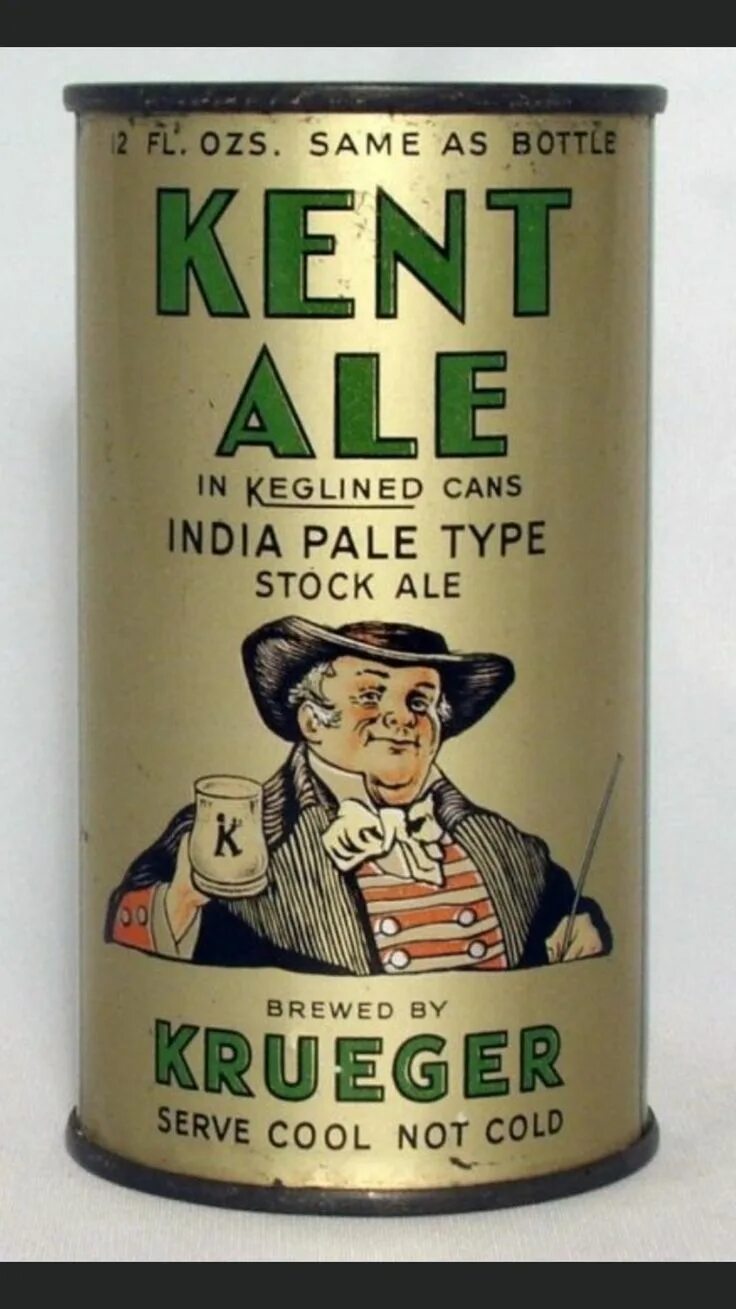 12 FL. OZS. SAME AS BOTTLE
KENT
ALE
IN KEGLINED CANS
INDIA PALE TYPE
STOCK ALE
K
BREWED BY
KRUEGER
SERVE COOL NOT COLD